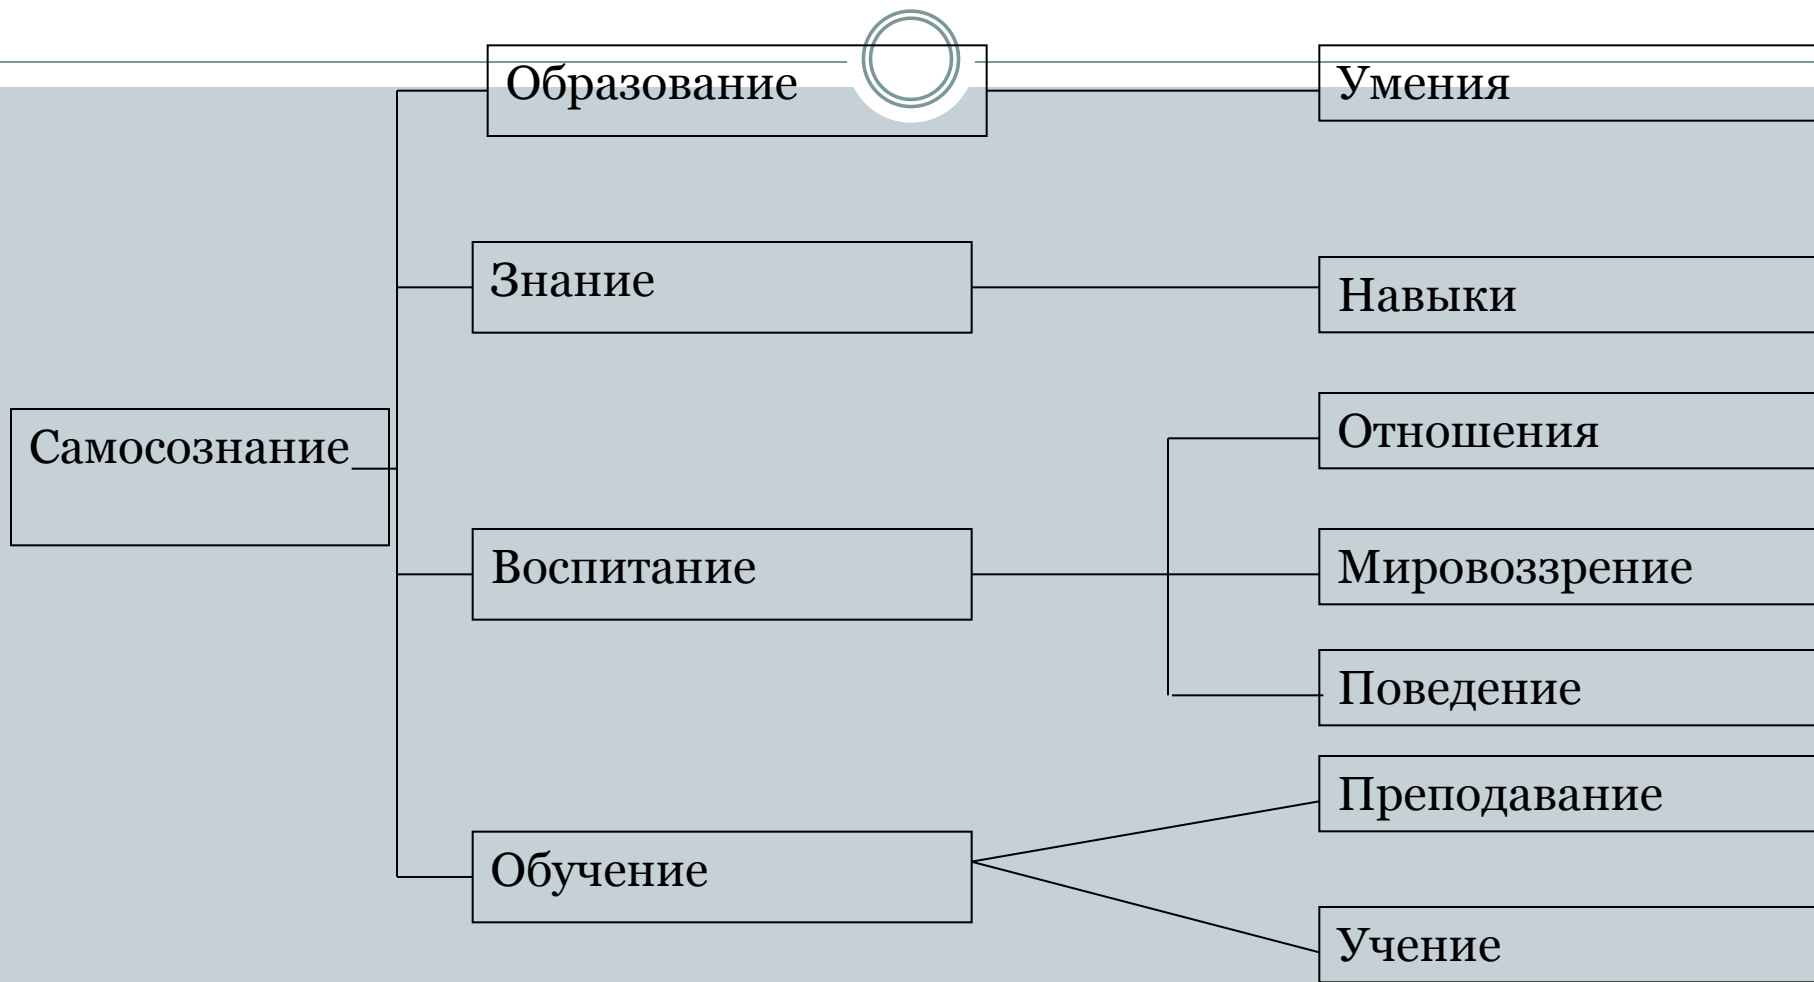 Образование
Умения
Знание
Навыки
Самосознание
Отношения
Воспитание
Мировоззрение
Поведение
Преподавание
Обучение
Учение